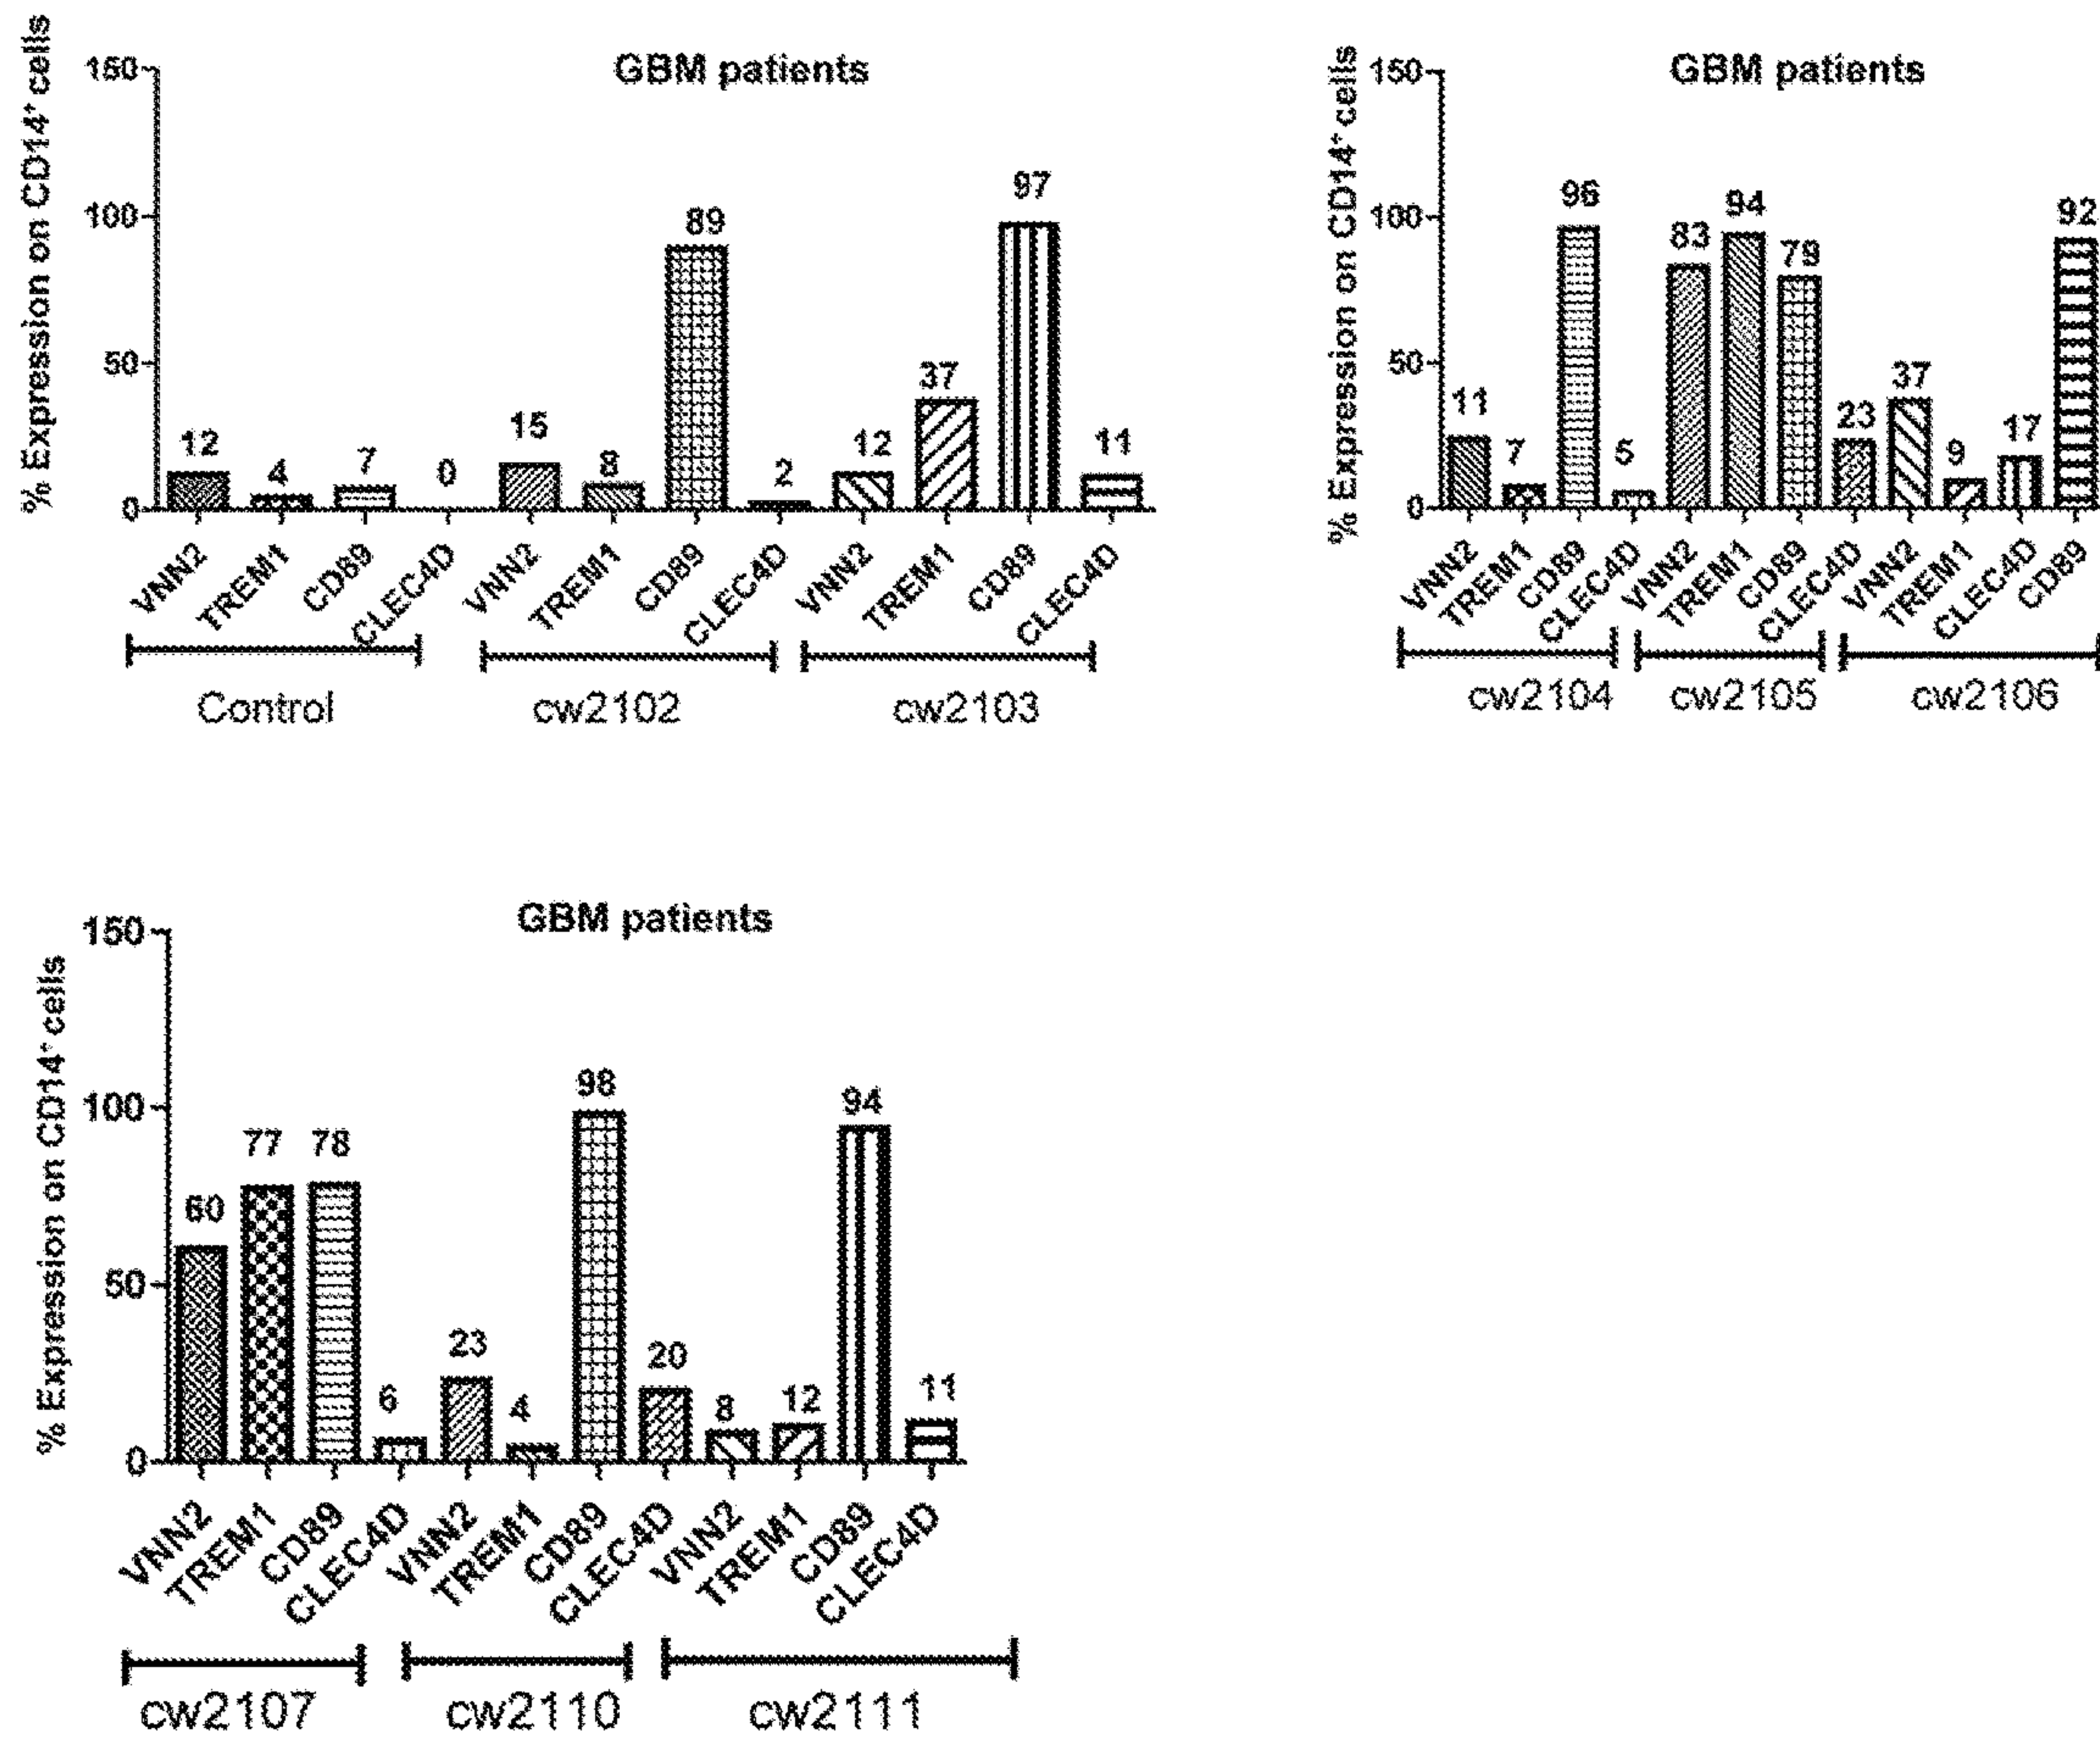 GBM patients
% Expression on CD14+ cells
150
100
50
0
12 4 7 0 15 8 89 2 12 37 97 11
VNN2 TREM1 CD89 CLEC4D VNN2 TREM1 CD89 CLEC4D VNN2 TREM1 CD89 CLEC4D
Control cw2102 cw2103
GBM patients
% Expression on CD14+ cells
150
100
50
0
11 7 96 5 83 94 79 23 37 9 17 92
VNN2 TREM1 CD89 CLEC4D VNN2 TREM1 CD89 CLEC4D VNN2 TREM1 CLEC4D CD89
cw2104 cw2105 cw2106
GBM patients
% Expression on CD14+ cells
150
100
50
0
60 77 78 6 23 4 98 20 8 12 94 11
VNN2 TREM1 CD89 CLEC4D VNN2 TREM1 CD89 CLEC4D VNN2 TREM1 CD89 CLEC4D
cw2107 cw2110 cw2111